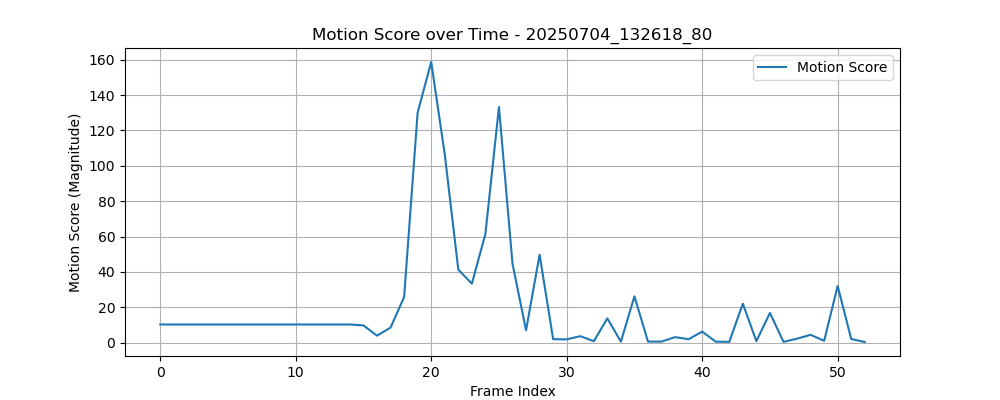 Motion Score over Time - 20250704_132618_80
Motion Score
Motion Score (Magnitude)
160
140
120
100
80
60
40
20
0
0 10 20 30 40 50
Frame Index